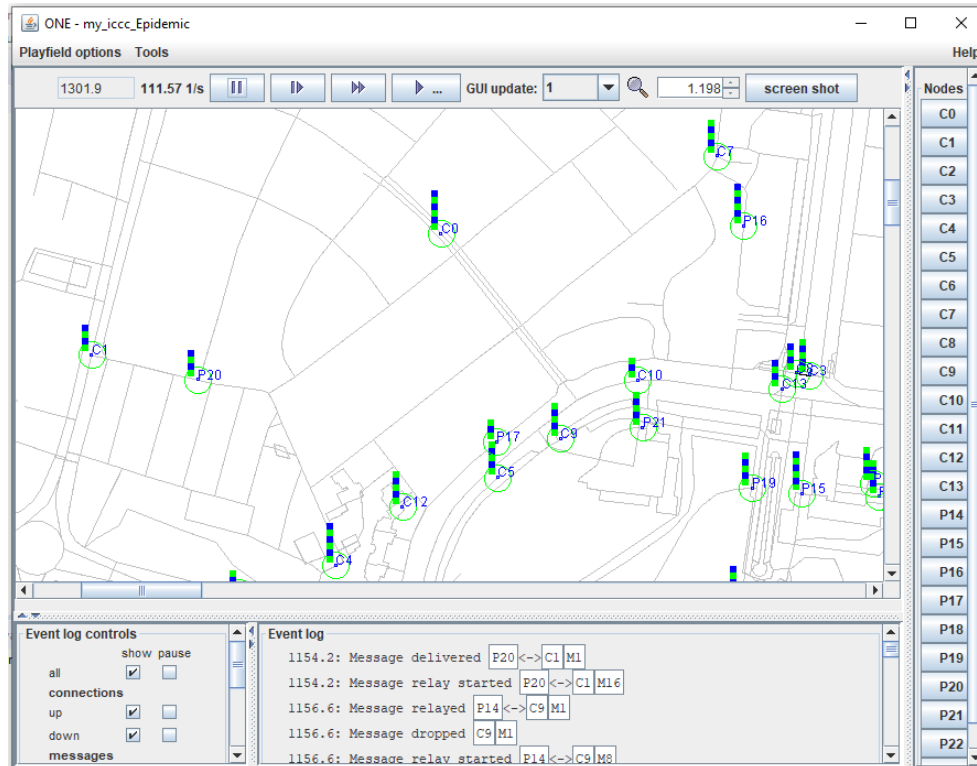 ONE - my_iccc_Epidemic
Playfield options Tools Help
1301.9 111.57 1/s ... GUI update: 1 1.198 screen shot
Nodes
C0
C1
C2
C3
C4
C5
C6
C7
C8
C9
C10
C11
C12
C13
P14
P15
P16
P17
P18
P19
P20
P21
P22
C7
P16
C0
C1
P20
C10
C3
C13
P21
P17
C9
C5
P19
P15
C12
C4
Event log controls
show pause
all
connections
up
down
messages
Event log
1154.2: Message delivered P20<->C1 M1
1154.2: Message relay started P20<->C1 M16
1156.6: Message relayed P14<->C9 M1
1156.6: Message dropped C9 M1
1156.6: Message relay started P14<->C9 M8